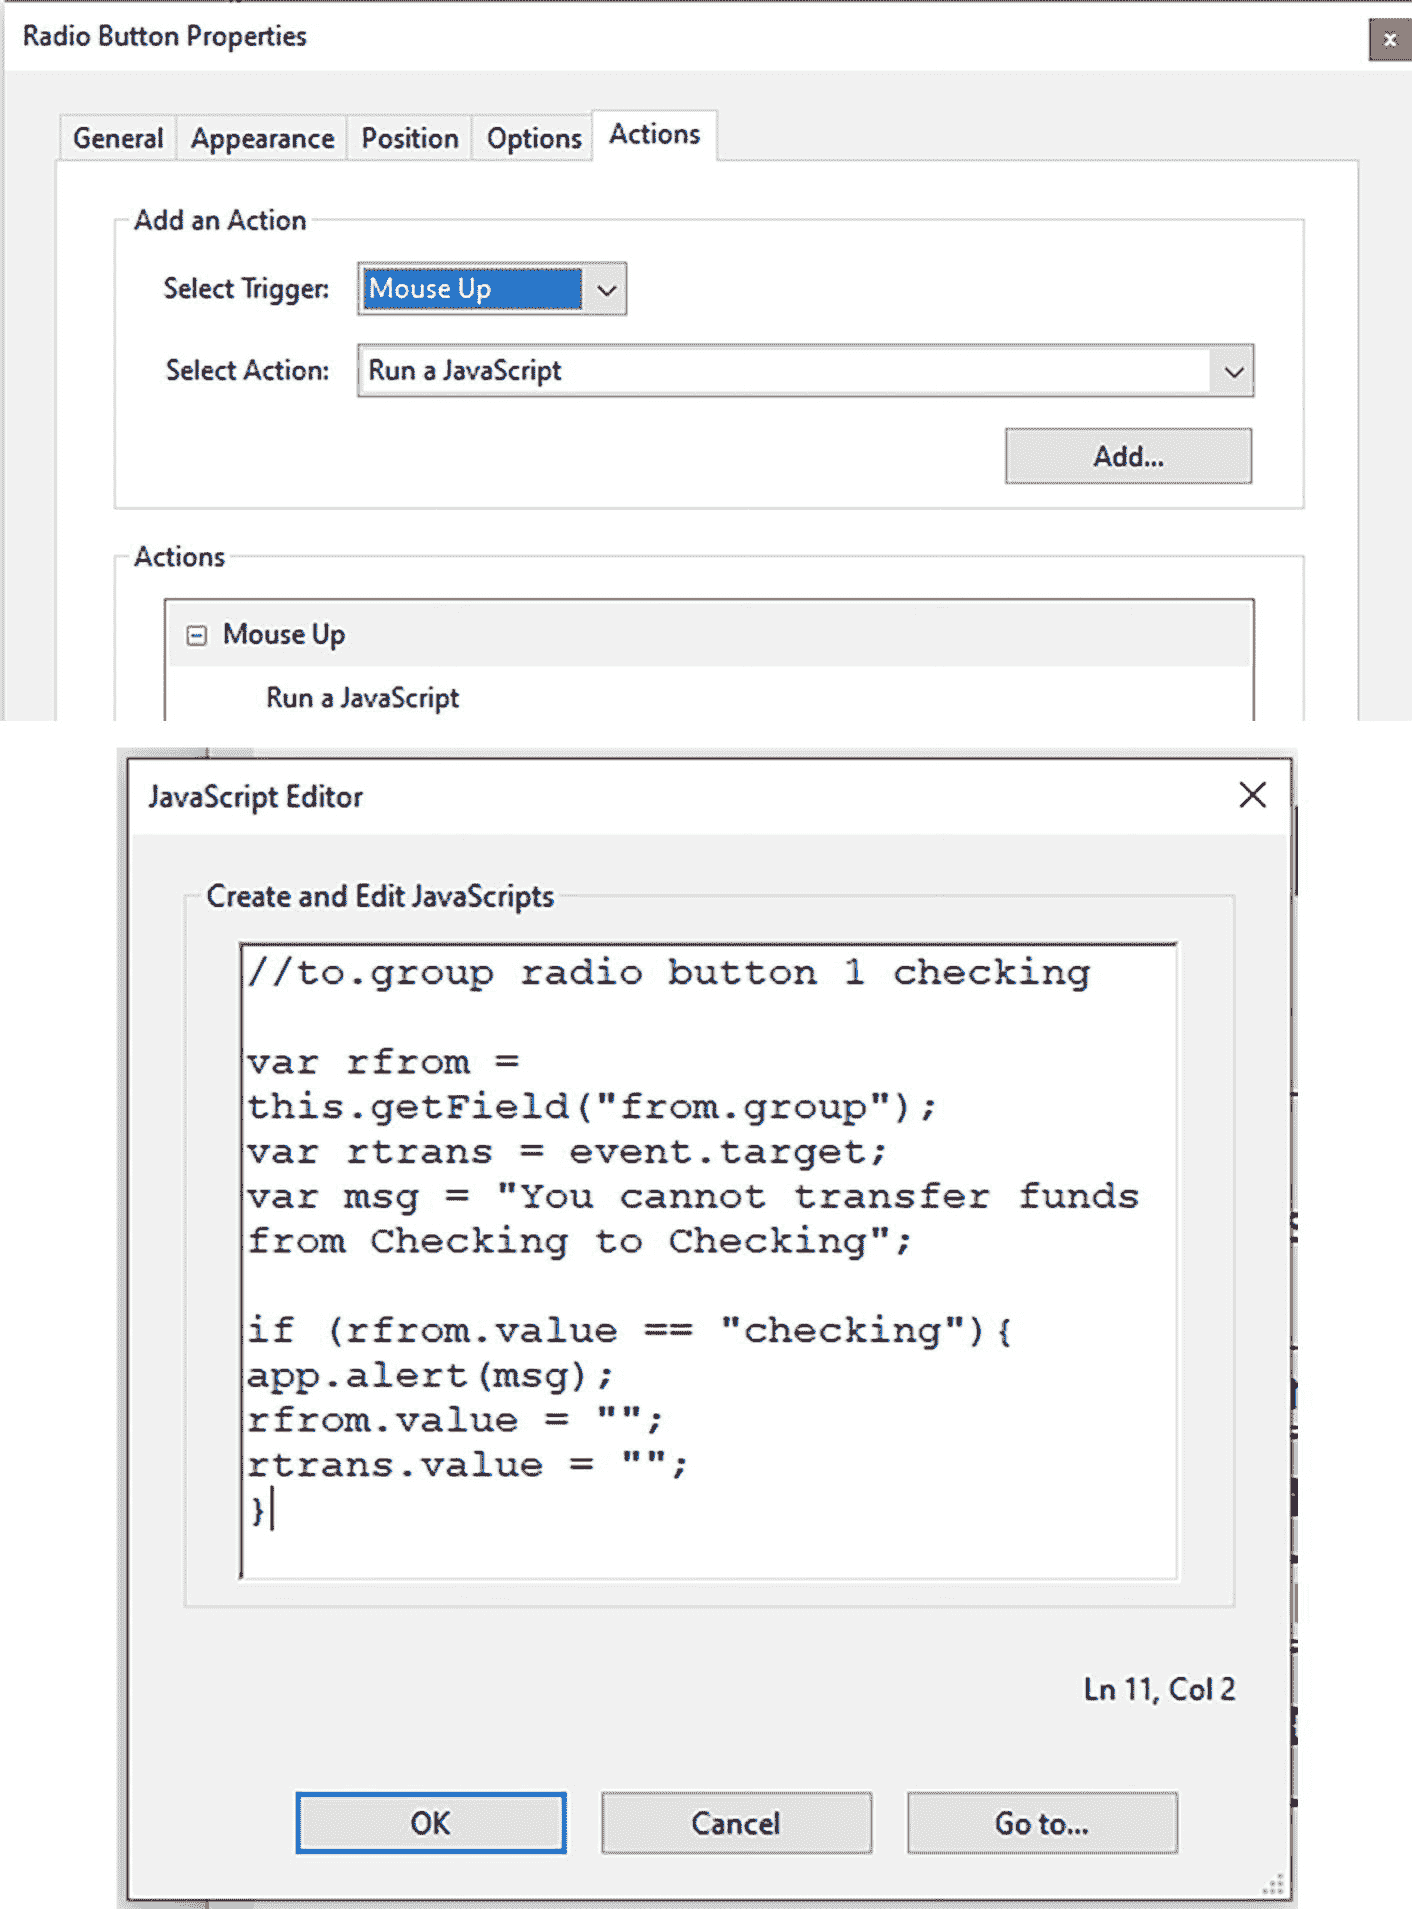 Radio Button Properties
x
General Appearance Position Options Actions
Add an Action
Select Trigger: Mouse Up
Select Action: Run a JavaScript
Add...
Actions
Mouse Up
Run a JavaScript
JavaScript Editor
Create and Edit JavaScripts
//to.group radio button 1 checking
var rfrom =
this.getField("from.group");
var rtrans = event.target;
var msg = "You cannot transfer funds
from Checking to Checking";
if (rfrom.value == "checking"){
app.alert(msg);
rfrom.value = "";
rtrans.value = "";
}
Ln 11, Col 2
OK Cancel Go to...